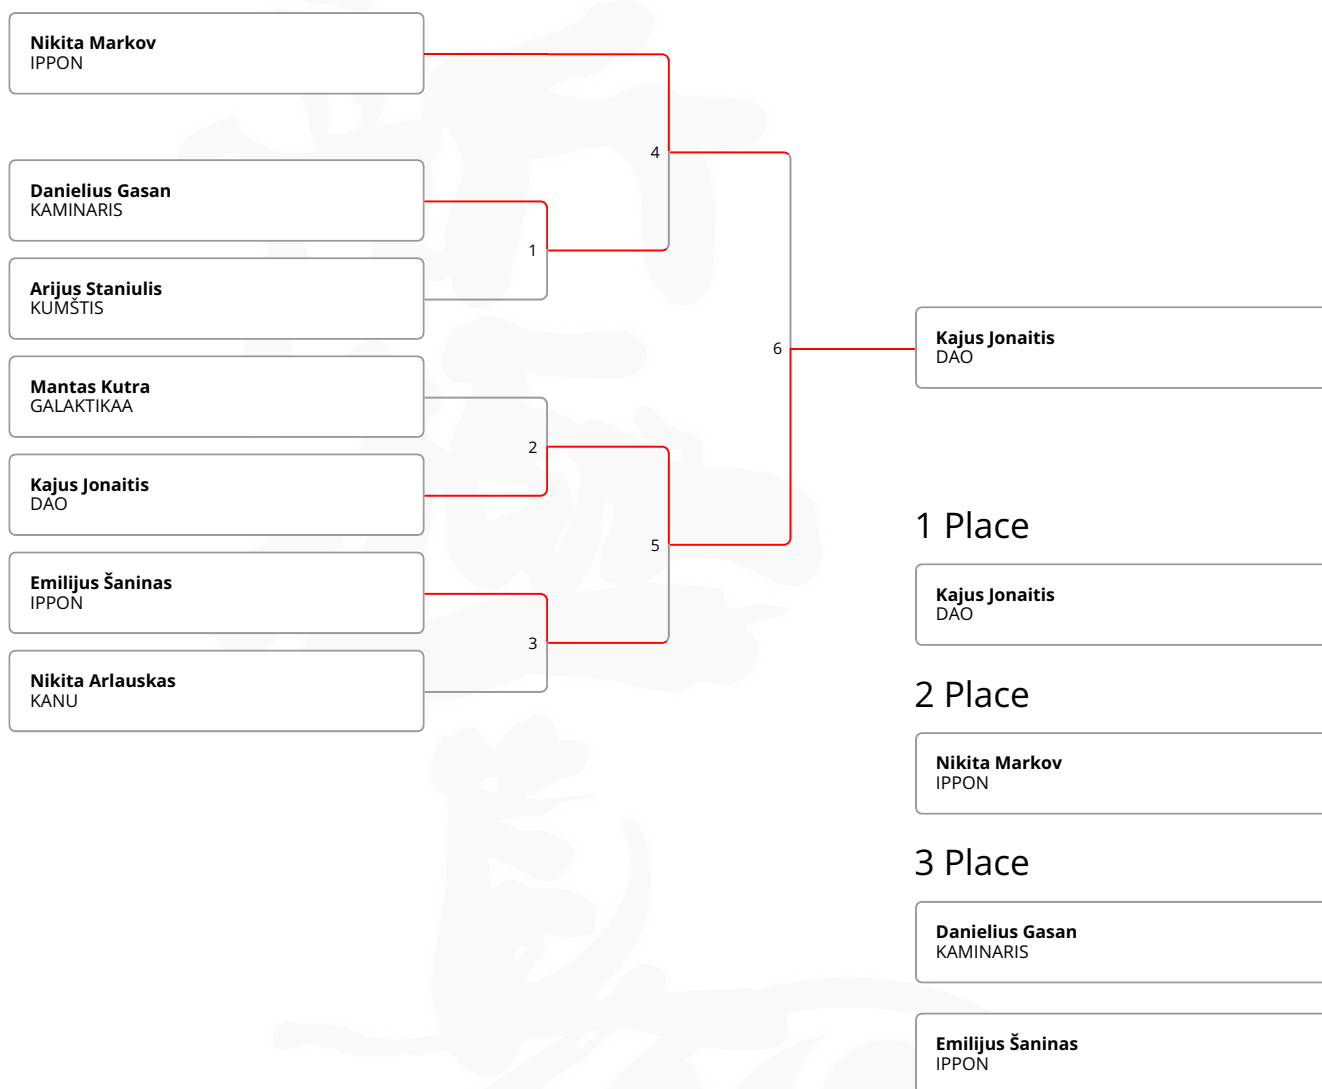 Nikita Markov
IPPON
Danielius Gasan
KAMINARIS
Arijus Staniulis
KUMŠTIS
Mantas Kutra
GALAKTIKAA
Kajus Jonaitis
DAO
Emilijus Šaninas
IPPON
Nikita Arlauskas
KANU
1
2
3
4
5
6
Kajus Jonaitis
DAO
1 Place
Kajus Jonaitis
DAO
2 Place
Nikita Markov
IPPON
3 Place
Danielius Gasan
KAMINARIS
Emilijus Šaninas
IPPON